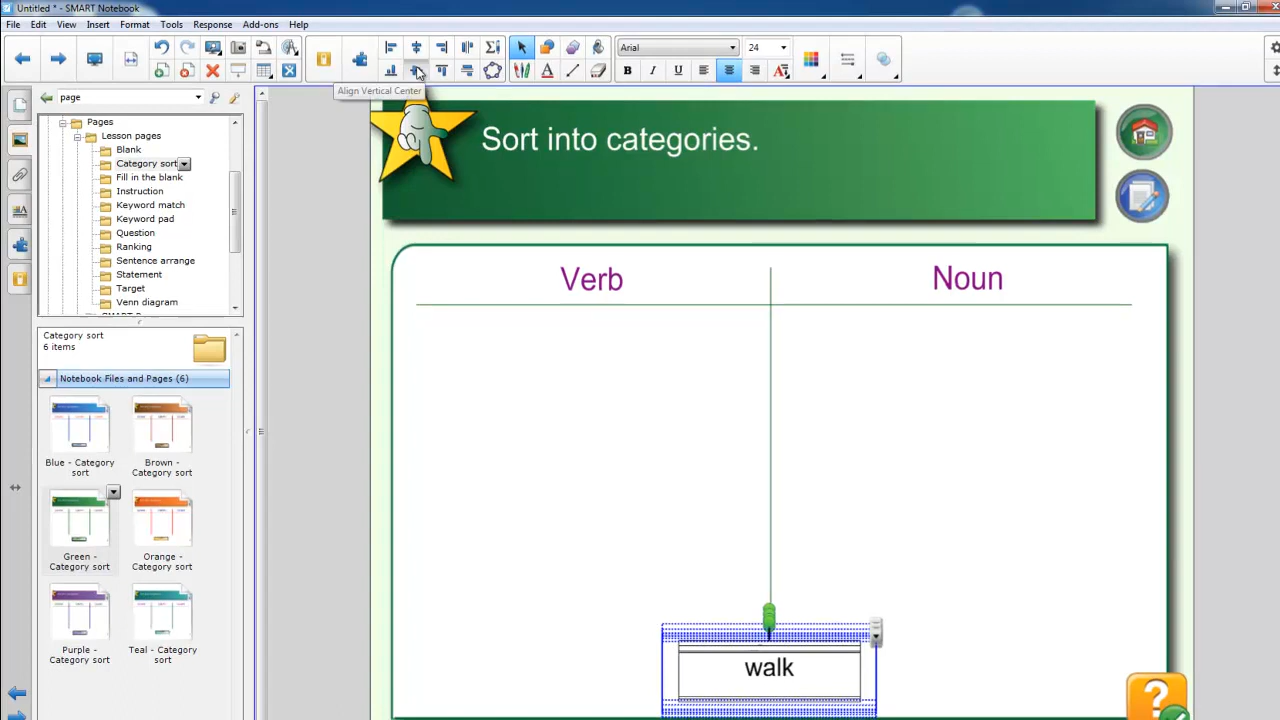 Untitled * - SMART Notebook
File Edit View Insert Format Tools Response Add-ons Help
Arial 24
B I U
Align Vertical Center
page
Pages
Lesson pages
Blank
Category sort
Fill in the blank
Instruction
Keyword match
Keyword pad
Question
Ranking
Sentence arrange
Statement
Target
Venn diagram
Category sort
6 items
Notebook Files and Pages (6)
Blue - Category sort
Brown - Category sort
Green - Category sort
Orange - Category sort
Purple - Category sort
Teal - Category sort
Sort into categories.
Verb Noun
walk
?